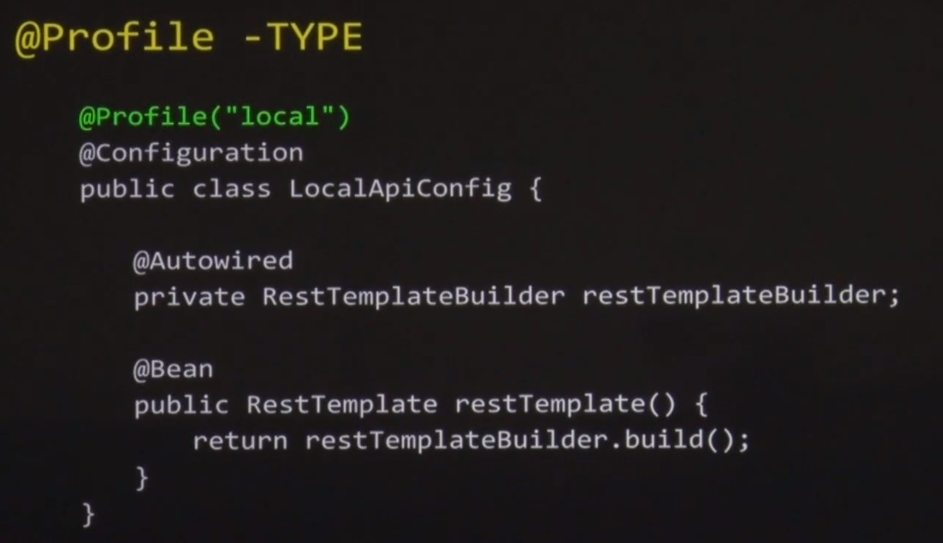 @Profile -TYPE
@Profile("local")
@Configuration
public class LocalApiConfig {
@Autowired
private RestTemplateBuilder restTemplateBuilder;
@Bean
public RestTemplate restTemplate() {
return restTemplateBuilder.build();
}
}